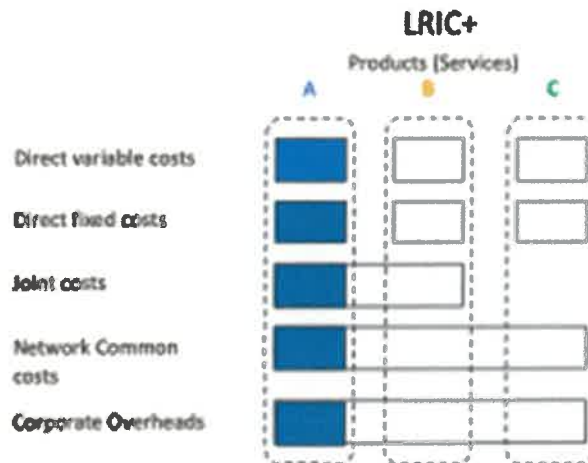 LRIC+
Products (Services)
A B C
Direct variable costs
Direct fixed costs
Joint costs
Network Common
costs
Corporate Overheads